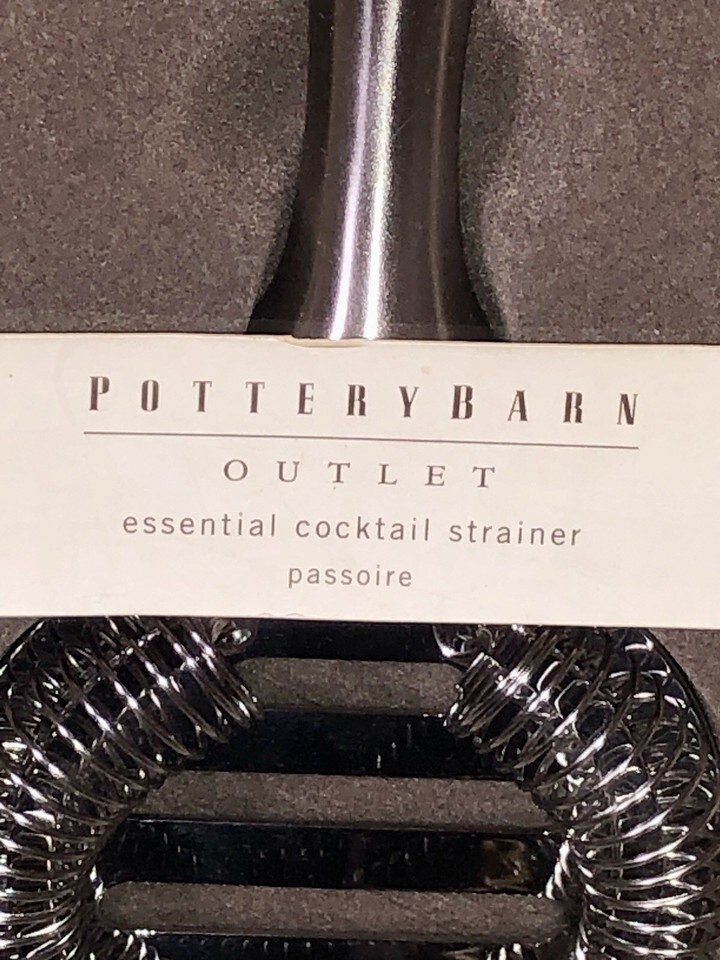 POTTERYBARN
OUTLET
essential cocktail strainer
passoire